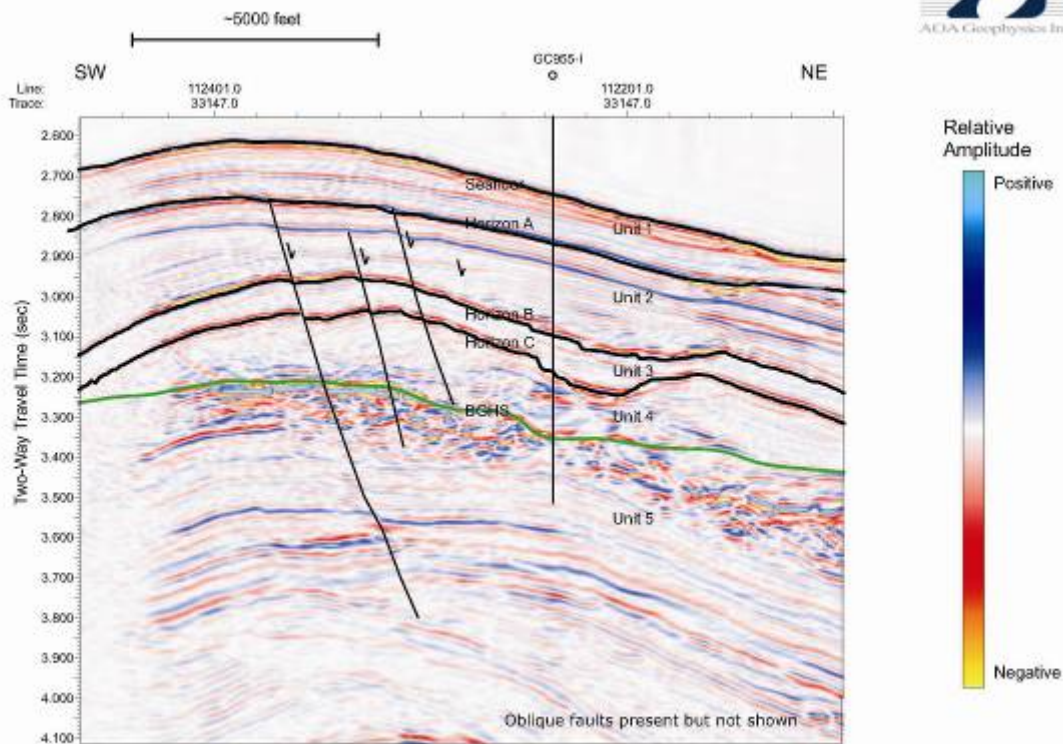 ~5000 feet
AOA Geophysics In
SW
GC955-I
NE
Line: 112401.0 112201.0
Trace: 33147.0 33147.0
Relative
Amplitude
Positive
Negative
Two-Way Travel Time (sec)
2.600
2.700
2.800
2.900
3.000
3.100
3.200
3.300
3.400
3.500
3.600
3.700
3.800
3.900
4.000
4.100
Seafloor
Unit 1
Horizon A
Unit 2
Horizon B
Horizon C
Unit 3
BGHS
Unit 4
Unit 5
Oblique faults present but not shown